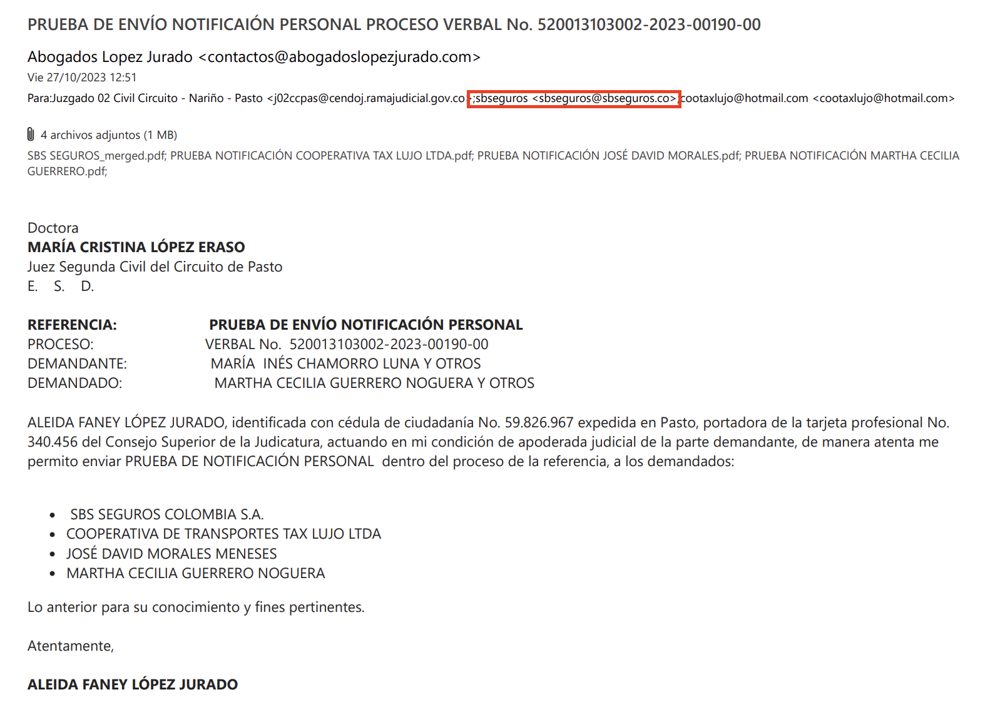 PRUEBA DE ENVÍO NOTIFICAIÓN PERSONAL PROCESO VERBAL No. 520013103002-2023-00190-00
Abogados Lopez Jurado <contactos@abogadoslopezjurado.com>
Vie 27/10/2023 12:51
Para:Juzgado 02 Civil Circuito - Nariño - Pasto <j02ccpas@cendoj.ramajudicial.gov.co>;sbseguros <sbseguros@sbseguros.co>;cootaxlujo@hotmail.com <cootaxlujo@hotmail.com>
4 archivos adjuntos (1 MB)
SBS SEGUROS_merged.pdf; PRUEBA NOTIFICACIÓN COOPERATIVA TAX LUJO LTDA.pdf; PRUEBA NOTIFICACIÓN JOSÉ DAVID MORALES.pdf; PRUEBA NOTIFICACIÓN MARTHA CECILIA
GUERRERO.pdf;
Doctora
MARÍA CRISTINA LÓPEZ ERASO
Juez Segunda Civil del Circuito de Pasto
E. S. D.
REFERENCIA: PRUEBA DE ENVÍO NOTIFICACIÓN PERSONAL
PROCESO: VERBAL No. 520013103002-2023-00190-00
DEMANDANTE: MARÍA INÉS CHAMORRO LUNA Y OTROS
DEMANDADO: MARTHA CECILIA GUERRERO NOGUERA Y OTROS
ALEIDA FANEY LÓPEZ JURADO, identificada con cédula de ciudadanía No. 59.826.967 expedida en Pasto, portadora de la tarjeta profesional No.
340.456 del Consejo Superior de la Judicatura, actuando en mi condición de apoderada judicial de la parte demandante, de manera atenta me
permito enviar PRUEBA DE NOTIFICACIÓN PERSONAL dentro del proceso de la referencia, a los demandados:
• SBS SEGUROS COLOMBIA S.A.
• COOPERATIVA DE TRANSPORTES TAX LUJO LTDA
• JOSÉ DAVID MORALES MENESES
• MARTHA CECILIA GUERRERO NOGUERA
Lo anterior para su conocimiento y fines pertinentes.
Atentamente,
ALEIDA FANEY LÓPEZ JURADO